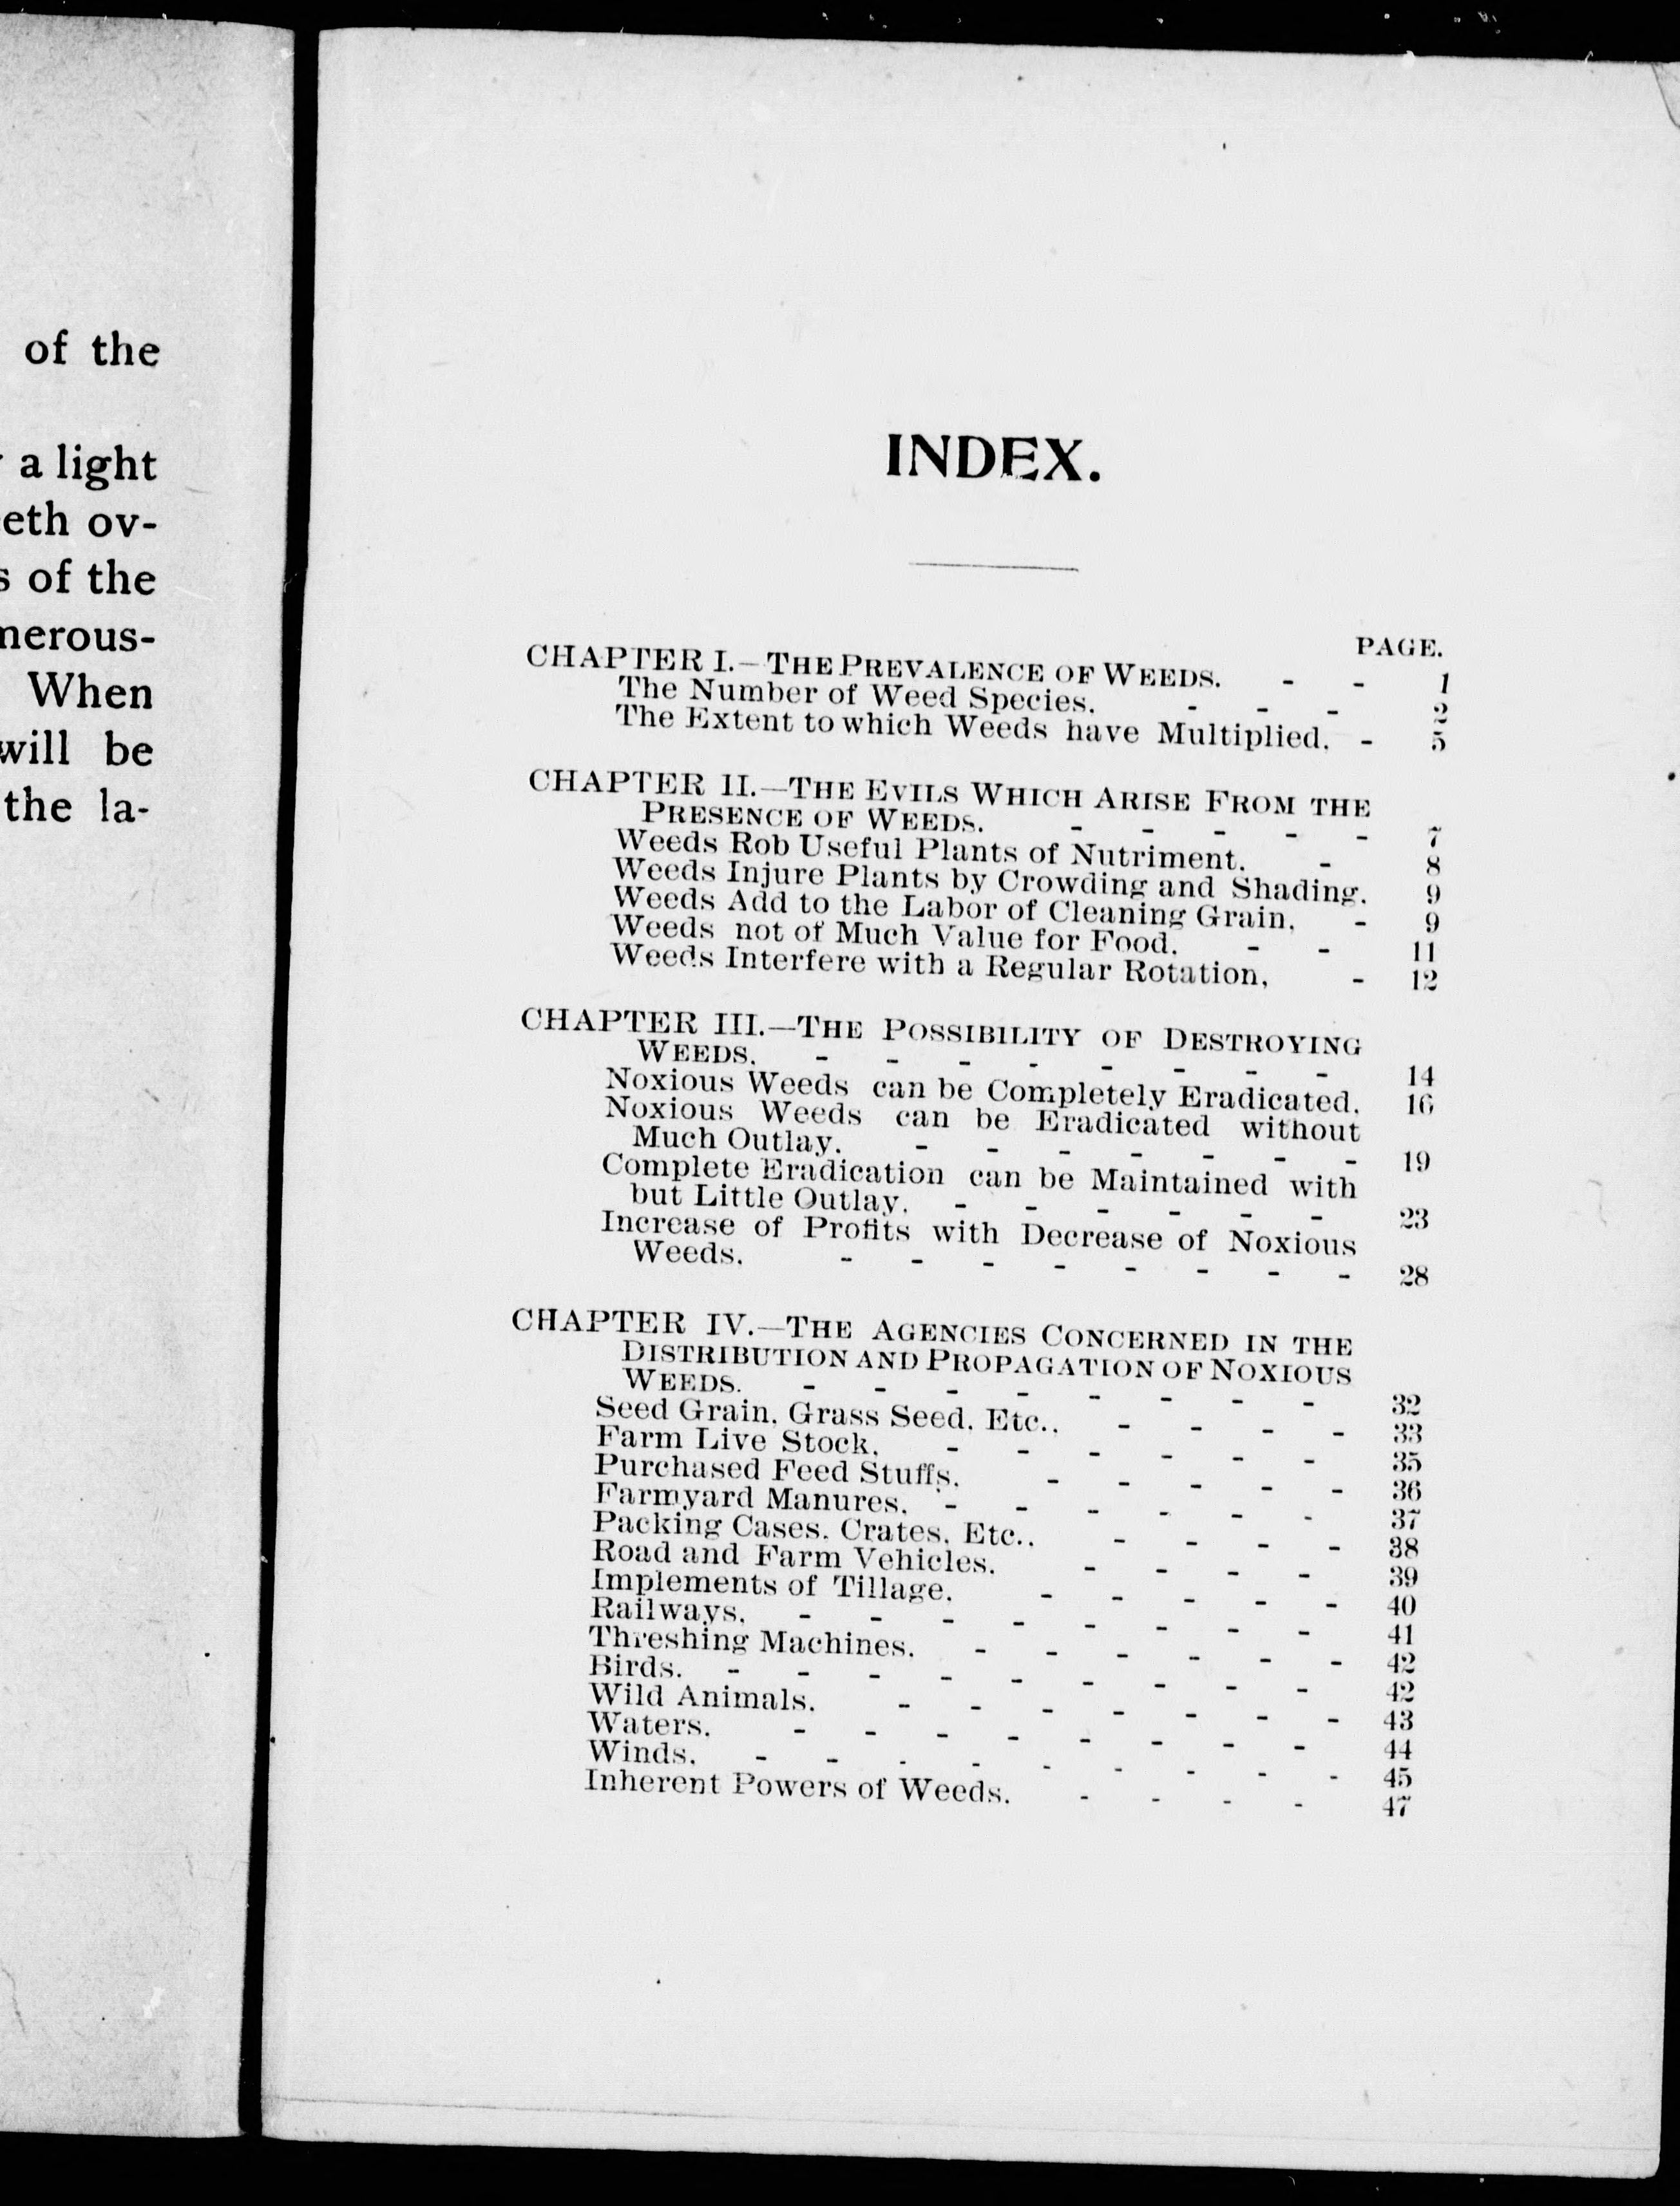 of the
a light
eth ov-
s of the
merous-
When
will be
the la-
INDEX.
PAGE.
CHAPTER I.—THE PREVALENCE OF WEEDS. - - 1
The Number of Weed Species. - - - 2
The Extent to which Weeds have Multiplied. - 5
CHAPTER II.—THE EVILS WHICH ARISE FROM THE
PRESENCE OF WEEDS. - - - - - 7
Weeds Rob Useful Plants of Nutriment. - 8
Weeds Injure Plants by Crowding and Shading. 9
Weeds Add to the Labor of Cleaning Grain. - 9
Weeds not of Much Value for Food. - - 11
Weeds Interfere with a Regular Rotation, - 12
CHAPTER III.—THE POSSIBILITY OF DESTROYING
WEEDS. - - - - - - - - 14
Noxious Weeds can be Completely Eradicated. 16
Noxious Weeds can be Eradicated without
Much Outlay. - - - - - - - 19
Complete Eradication can be Maintained with
but Little Outlay. - - - - - - 23
Increase of Profits with Decrease of Noxious
Weeds. - - - - - - - - 28
CHAPTER IV.—THE AGENCIES CONCERNED IN THE
DISTRIBUTION AND PROPAGATION OF NOXIOUS
WEEDS. - - - - - - - - 32
Seed Grain, Grass Seed, Etc.. - - - - 33
Farm Live Stock. - - - - - - 35
Purchased Feed Stuffs. - - - - - 36
Farmyard Manures. - - - - - - 37
Packing Cases, Crates, Etc.. - - - - 38
Road and Farm Vehicles. - - - - 39
Implements of Tillage. - - - - - 40
Railways. - - - - - - - - 41
Threshing Machines. - - - - - - 42
Birds. - - - - - - - - - 42
Wild Animals. - - - - - - - 43
Waters. - - - - - - - - 44
Winds. - - - - - - - - - 45
Inherent Powers of Weeds. - - - - 47